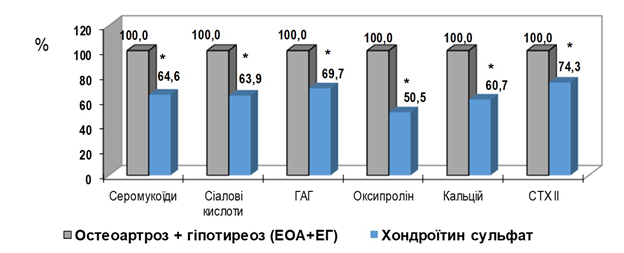 %
120
100
80
60
40
20
0
100,0 100,0 100,0 100,0 100,0 100,0
* * * * * *
64,6 63,9 69,7 50,5 60,7 74,3
Серомукоїди Сіалові ГАГ Оксипролін Кальцій СТХ ІІ
кислоти
Остеоартроз + гіпотиреоз (ЕОА+ЕГ) Хондроїтин сульфат